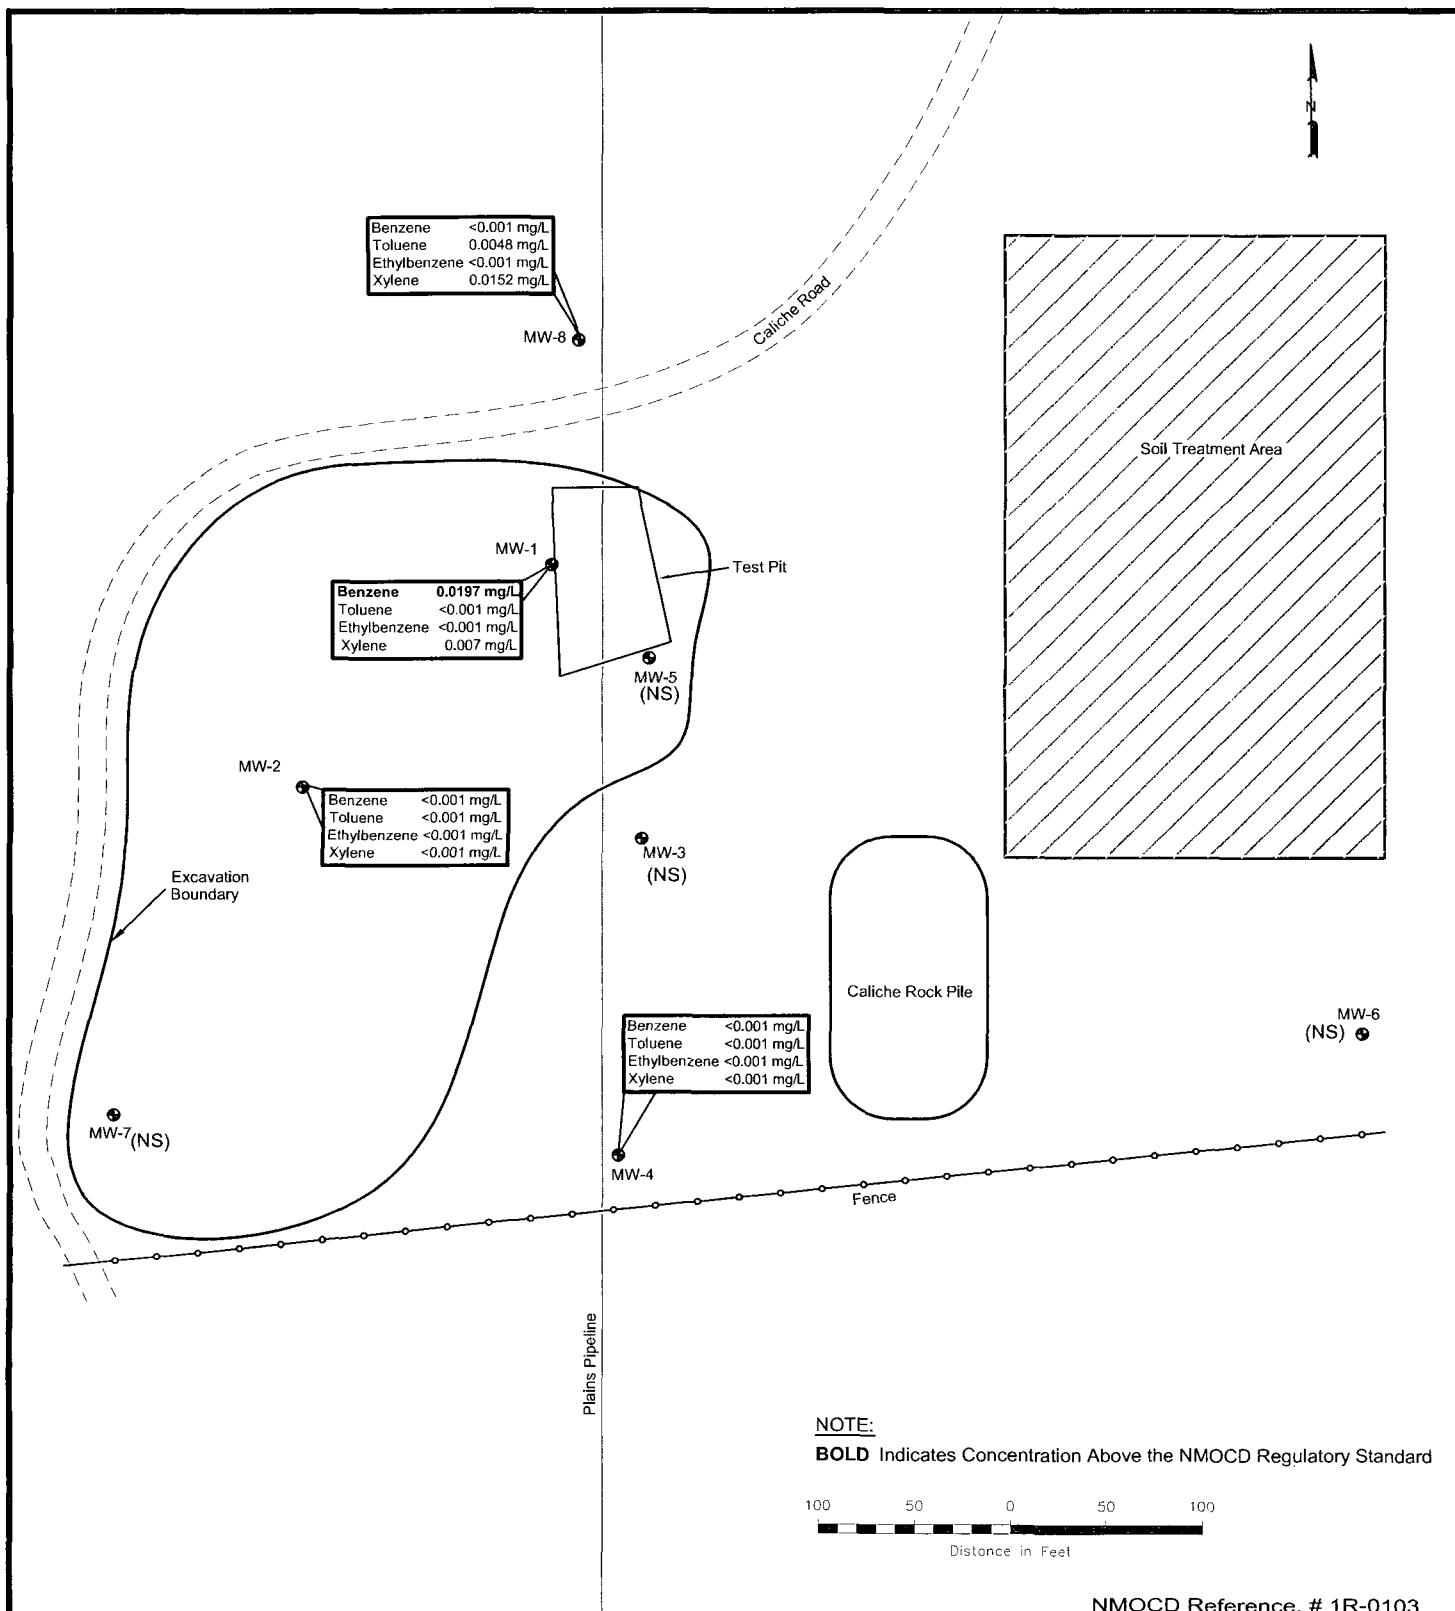 N
Benzene <0.001 mg/L
Toluene 0.0048 mg/L
Ethylbenzene <0.001 mg/L
Xylene 0.0152 mg/L
MW-8
Caliche Road
Soil Treatment Area
MW-1
Test Pit
Benzene 0.0197 mg/L
Toluene <0.001 mg/L
Ethylbenzene <0.001 mg/L
Xylene 0.007 mg/L
MW-5
(NS)
MW-2
Benzene <0.001 mg/L
Toluene <0.001 mg/L
Ethylbenzene <0.001 mg/L
Xylene <0.001 mg/L
MW-3
(NS)
Excavation
Boundary
Caliche Rock Pile
MW-6
(NS)
Benzene <0.001 mg/L
Toluene <0.001 mg/L
Ethylbenzene <0.001 mg/L
Xylene <0.001 mg/L
MW-7 (NS)
MW-4
Fence
Plains Pipeline
NOTE:
BOLD Indicates Concentration Above the NMOCD Regulatory Standard
100 50 0 50 100
Distance in Feet
NMOCD Reference. # 1R-0103